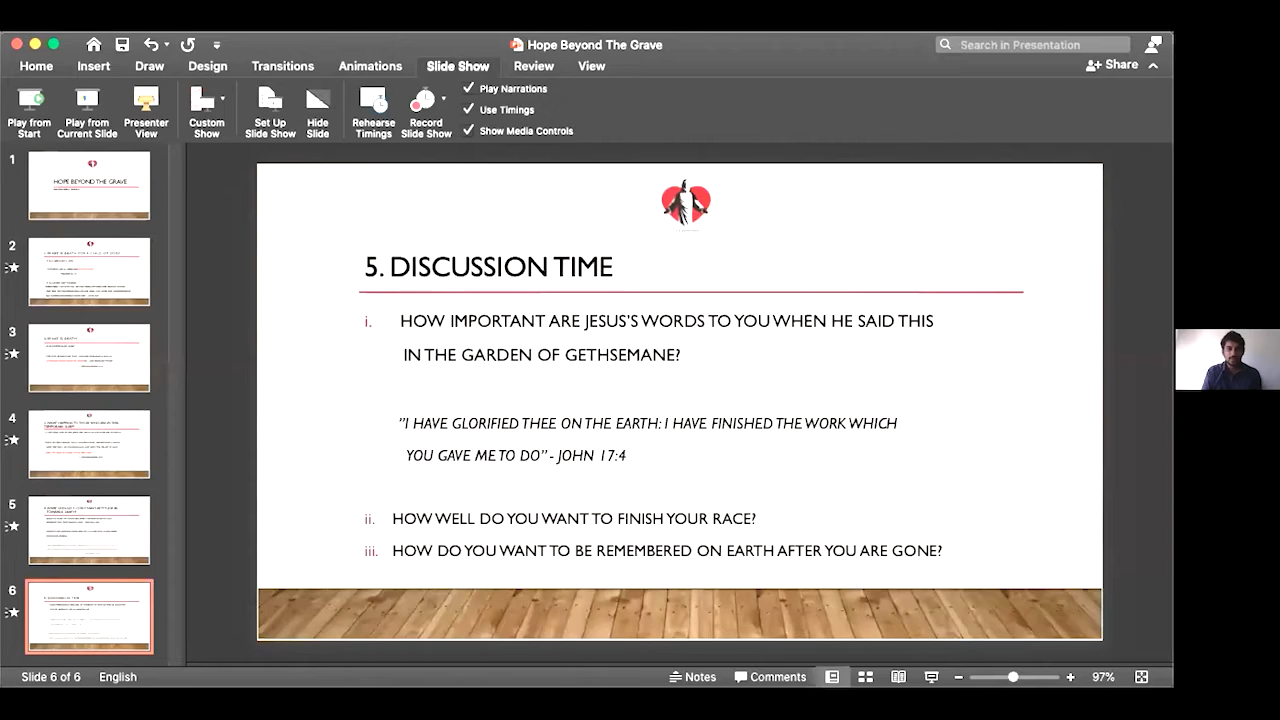 Hope Beyond The Grave
Search in Presentation
Home Insert Draw Design Transitions Animations Slide Show Review View
Share
Play from Start
Play from Current Slide
Presenter View
Custom Show
Set Up Slide Show
Hide Slide
Rehearse Timings
Record Slide Show
Play Narrations
Use Timings
Show Media Controls
1
HOPE BEYOND THE GRAVE
2
3
4
5
6
5. DISCUSSION TIME
i. HOW IMPORTANT ARE JESUS'S WORDS TO YOU WHEN HE SAID THIS
IN THE GARDEN OF GETHSEMANE?
"I HAVE GLORIFIED THEE ON THE EARTH: I HAVE FINISHED THE WORK WHICH
YOU GAVE ME TO DO" - JOHN 17:4
ii. HOW WELL DO YOU WANT TO FINISH YOUR RACE?
iii. HOW DO YOU WANT TO BE REMEMBERED ON EARTH AFTER YOU ARE GONE?
Slide 6 of 6 English Notes Comments 97%